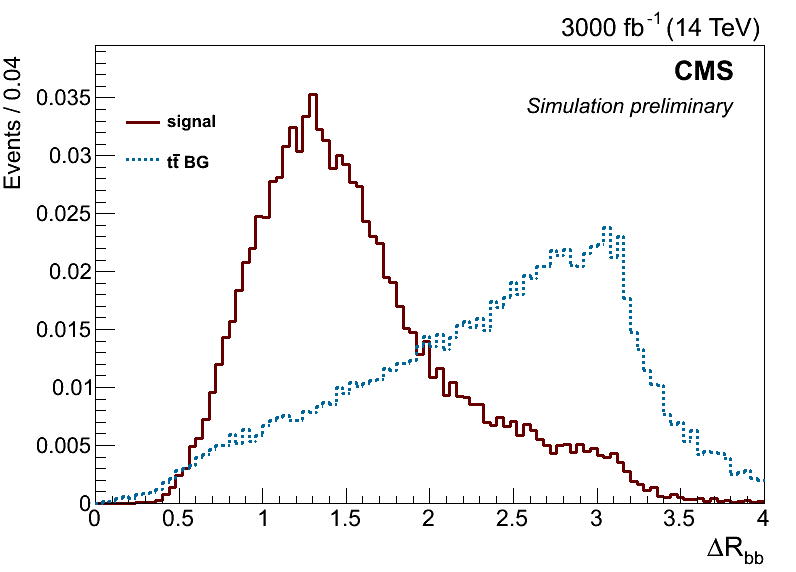 3000 fb⁻¹ (14 TeV)
CMS
Simulation preliminary
signal
tt̄ BG
Events / 0.04
0.035
0.03
0.025
0.02
0.015
0.01
0.005
0
0 0.5 1 1.5 2 2.5 3 3.5 4
ΔR_bb